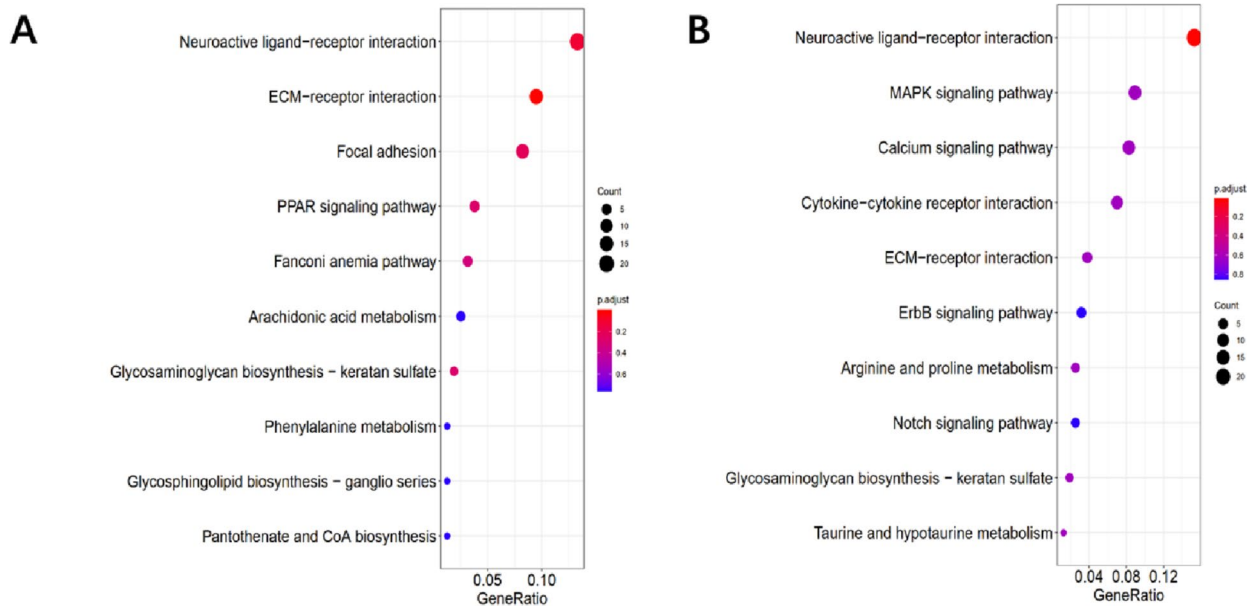 A
Neuroactive ligand−receptor interaction
ECM−receptor interaction
Focal adhesion
PPAR signaling pathway
Fanconi anemia pathway
Arachidonic acid metabolism
Glycosaminoglycan biosynthesis − keratan sulfate
Phenylalanine metabolism
Glycosphingolipid biosynthesis − ganglio series
Pantothenate and CoA biosynthesis
0.05 0.10
GeneRatio
Count
5
10
15
20
p.adjust
0.2
0.4
0.6
B
Neuroactive ligand−receptor interaction
MAPK signaling pathway
Calcium signaling pathway
Cytokine−cytokine receptor interaction
ECM−receptor interaction
ErbB signaling pathway
Arginine and proline metabolism
Notch signaling pathway
Glycosaminoglycan biosynthesis − keratan sulfate
Taurine and hypotaurine metabolism
0.04 0.08 0.12
GeneRatio
p.adjust
0.2
0.4
0.6
0.8
Count
5
10
15
20